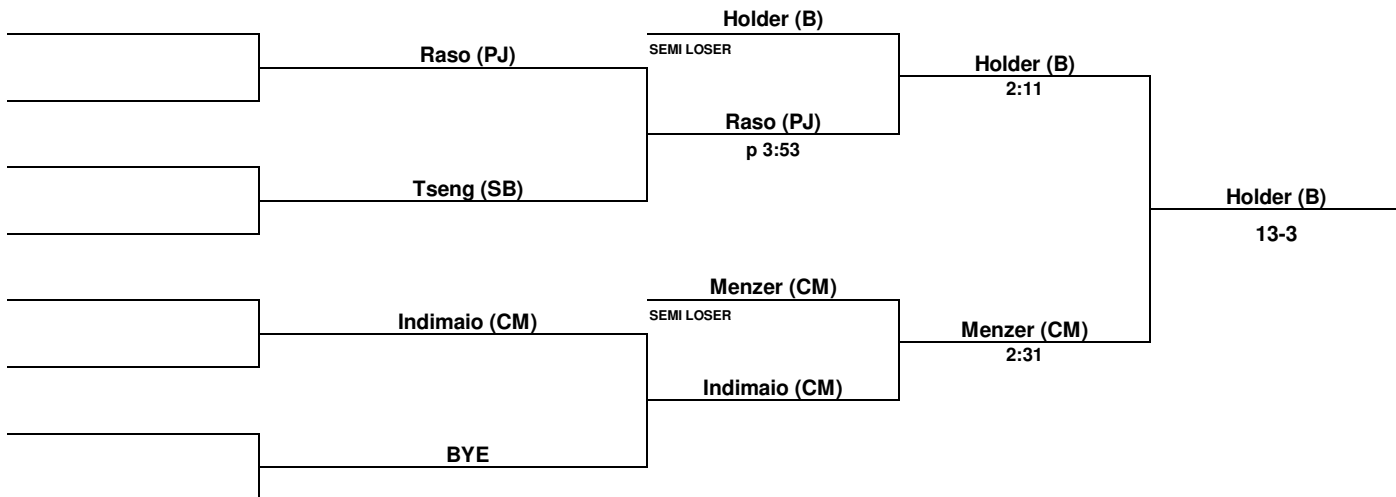 Holder (B)
SEMI LOSER
Raso (PJ)
Holder (B)
2:11
Raso (PJ)
p 3:53
Tseng (SB)
Holder (B)
13-3
Menzer (CM)
SEMI LOSER
Indimaio (CM)
Menzer (CM)
2:31
Indimaio (CM)
BYE